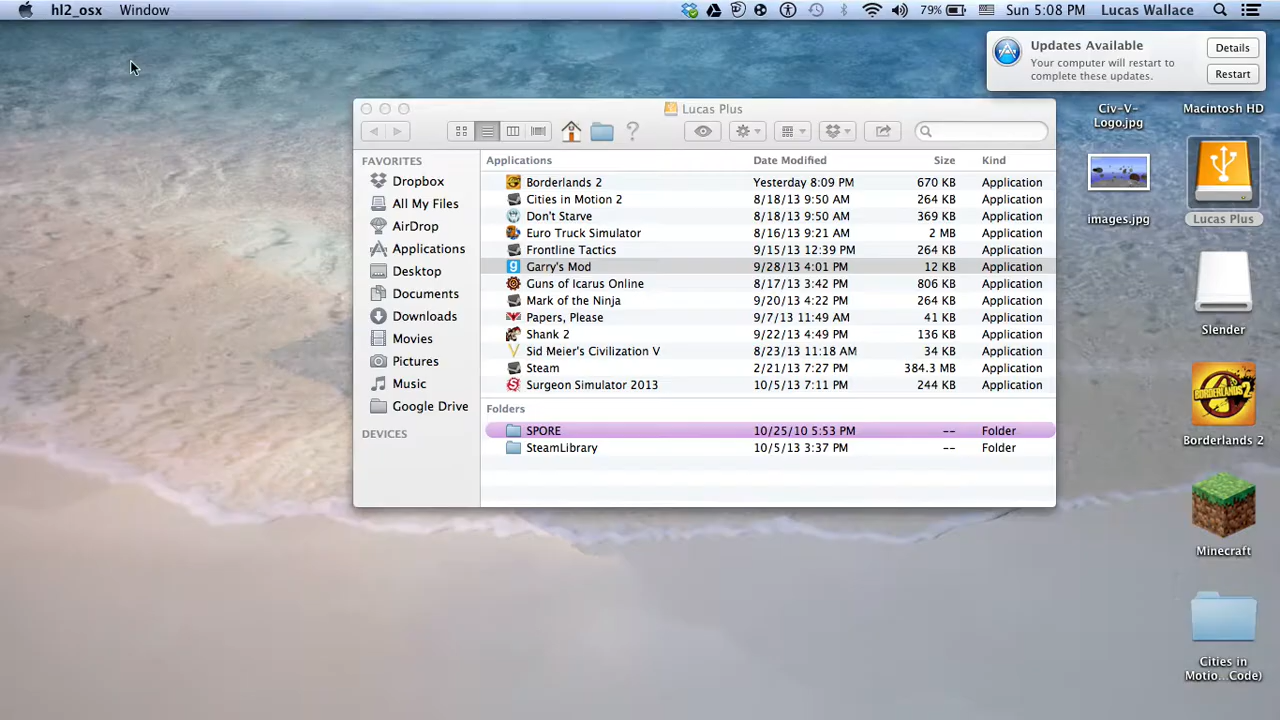 hl2_osx Window 79% Sun 5:08 PM Lucas Wallace
Updates Available
Your computer will restart to
complete these updates.
Details
Restart
Lucas Plus
FAVORITES
Dropbox
All My Files
AirDrop
Applications
Desktop
Documents
Downloads
Movies
Pictures
Music
Google Drive
DEVICES
Applications Date Modified Size Kind
Borderlands 2 Yesterday 8:09 PM 670 KB Application
Cities in Motion 2 8/18/13 9:50 AM 264 KB Application
Don't Starve 8/18/13 9:50 AM 369 KB Application
Euro Truck Simulator 8/16/13 9:21 AM 2 MB Application
Frontline Tactics 9/15/13 12:39 PM 264 KB Application
Garry's Mod 9/28/13 4:01 PM 12 KB Application
Guns of Icarus Online 8/17/13 3:42 PM 806 KB Application
Mark of the Ninja 9/20/13 4:22 PM 264 KB Application
Papers, Please 9/7/13 11:49 AM 41 KB Application
Shank 2 9/22/13 4:49 PM 136 KB Application
Sid Meier's Civilization V 8/23/13 11:18 AM 34 KB Application
Steam 2/21/13 7:27 PM 384.3 MB Application
Surgeon Simulator 2013 10/5/13 7:11 PM 244 KB Application
Folders
SPORE 10/25/10 5:53 PM -- Folder
SteamLibrary 10/5/13 3:37 PM -- Folder
Civ-V-
Logo.jpg
Macintosh HD
images.jpg
Lucas Plus
Slender
BORDERLANDS 2
Borderlands 2
Minecraft
Cities in
Motio...Code)